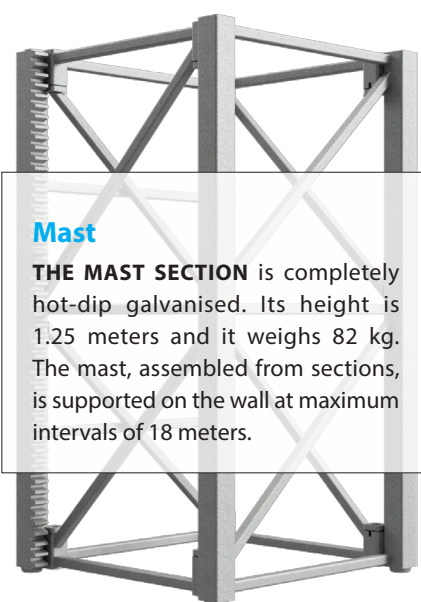 Mast
THE MAST SECTION is completely
hot-dip galvanised. Its height is
1.25 meters and it weighs 82 kg.
The mast, assembled from sections,
is supported on the wall at maximum
intervals of 18 meters.